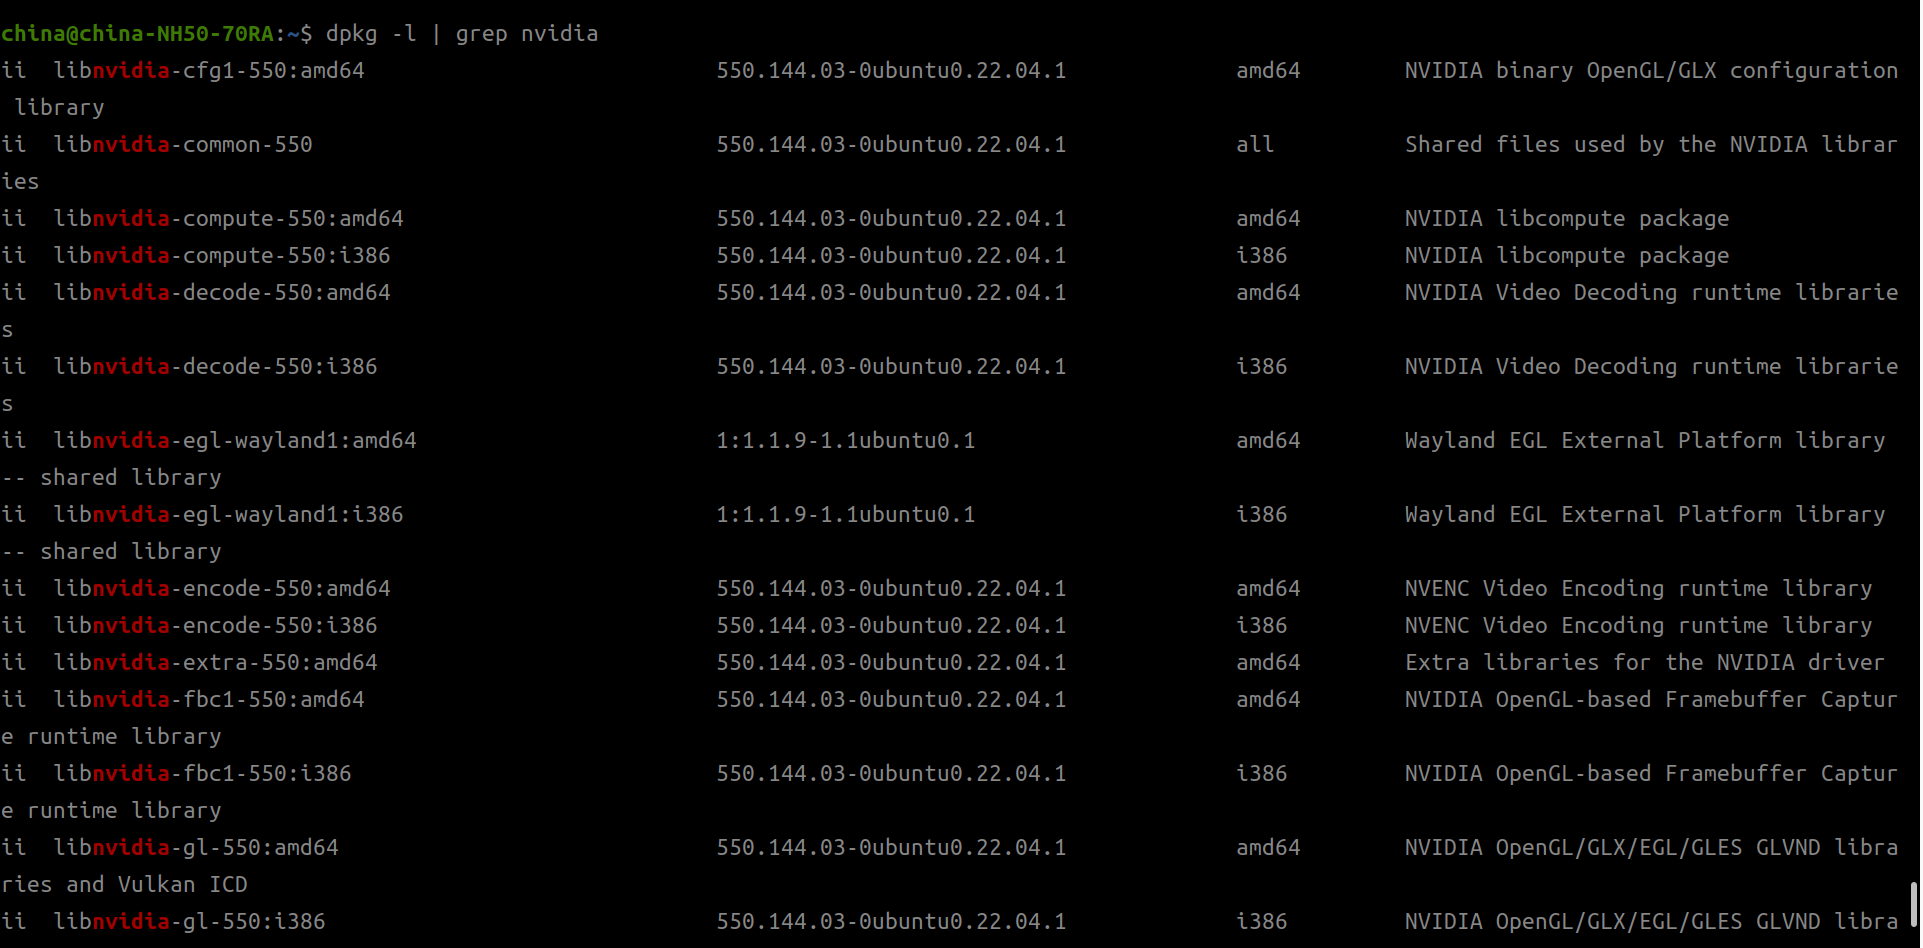 china@china-NH50-70RA:~$ dpkg -l | grep nvidia
ii  libnvidia-cfg1-550:amd64                           550.144.03-0ubuntu0.22.04.1             amd64        NVIDIA binary OpenGL/GLX configuration
 library
ii  libnvidia-common-550                               550.144.03-0ubuntu0.22.04.1             all          Shared files used by the NVIDIA librar
ies
ii  libnvidia-compute-550:amd64                        550.144.03-0ubuntu0.22.04.1             amd64        NVIDIA libcompute package
ii  libnvidia-compute-550:i386                         550.144.03-0ubuntu0.22.04.1             i386         NVIDIA libcompute package
ii  libnvidia-decode-550:amd64                         550.144.03-0ubuntu0.22.04.1             amd64        NVIDIA Video Decoding runtime librarie
s
ii  libnvidia-decode-550:i386                          550.144.03-0ubuntu0.22.04.1             i386         NVIDIA Video Decoding runtime librarie
s
ii  libnvidia-egl-wayland1:amd64                       1:1.1.9-1.1ubuntu0.1                    amd64        Wayland EGL External Platform library
-- shared library
ii  libnvidia-egl-wayland1:i386                        1:1.1.9-1.1ubuntu0.1                    i386         Wayland EGL External Platform library
-- shared library
ii  libnvidia-encode-550:amd64                         550.144.03-0ubuntu0.22.04.1             amd64        NVENC Video Encoding runtime library
ii  libnvidia-encode-550:i386                          550.144.03-0ubuntu0.22.04.1             i386         NVENC Video Encoding runtime library
ii  libnvidia-extra-550:amd64                          550.144.03-0ubuntu0.22.04.1             amd64        Extra libraries for the NVIDIA driver
ii  libnvidia-fbc1-550:amd64                           550.144.03-0ubuntu0.22.04.1             amd64        NVIDIA OpenGL-based Framebuffer Captur
e runtime library
ii  libnvidia-fbc1-550:i386                            550.144.03-0ubuntu0.22.04.1             i386         NVIDIA OpenGL-based Framebuffer Captur
e runtime library
ii  libnvidia-gl-550:amd64                             550.144.03-0ubuntu0.22.04.1             amd64        NVIDIA OpenGL/GLX/EGL/GLES GLVND libra
ries and Vulkan ICD
ii  libnvidia-gl-550:i386                              550.144.03-0ubuntu0.22.04.1             i386         NVIDIA OpenGL/GLX/EGL/GLES GLVND libra